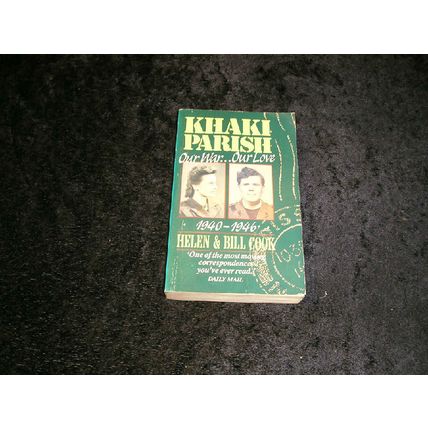 KHAKI
PARISH
Our War... Our Love
1940-1946
HELEN & BILL COOK
'One of the most moving
correspondences
you've ever read.'
DAILY MAIL